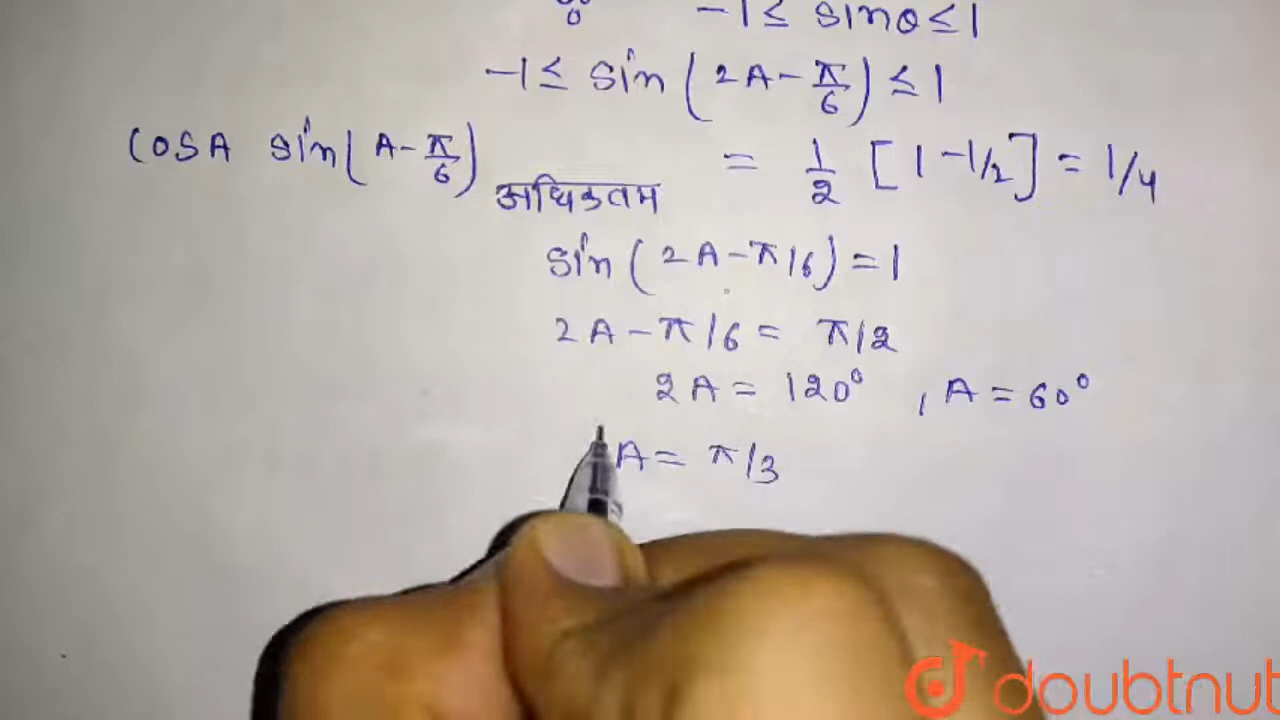 -1 ≤ sinθ ≤ 1
-1 ≤ sin(2A - π/6) ≤ 1
COSA sin(A - π/6) अधिकतम = 1/2 [1 - 1/2] = 1/4
sin(2A - π/6) = 1
2A - π/6 = π/2
2A = 120° , A = 60°
A = π/3
doubtnut